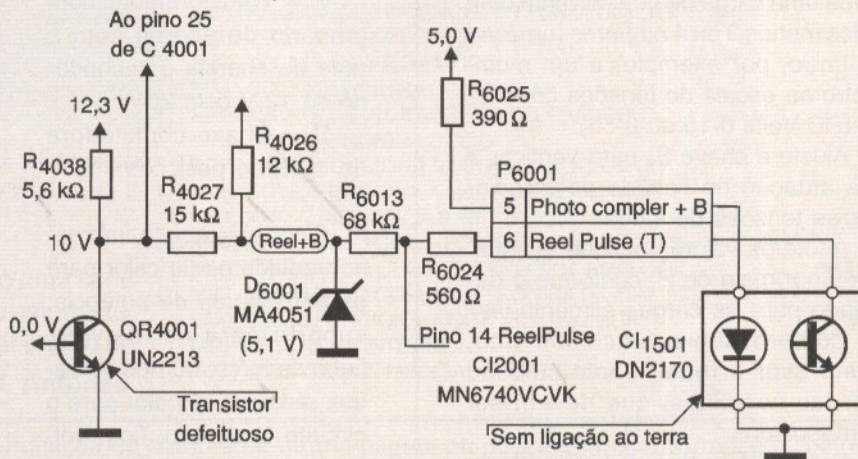 Ao pino 25
de C 4001
12,3 V
R4038
5,6 kΩ
R4027
15 kΩ
R4026
12 kΩ
10 V
Reel+B
R6013
68 kΩ
5,0 V
R6025
390 Ω
P6001
5 Photo compler + B
6 Reel Pulse (T)
R6024
560 Ω
D6001
MA4051
(5,1 V)
0,0 V
QR4001
UN2213
Transistor
defeituoso
Pino 14 ReelPulse
CI2001
MN6740VCVK
CI1501
DN2170
Sem ligação ao terra